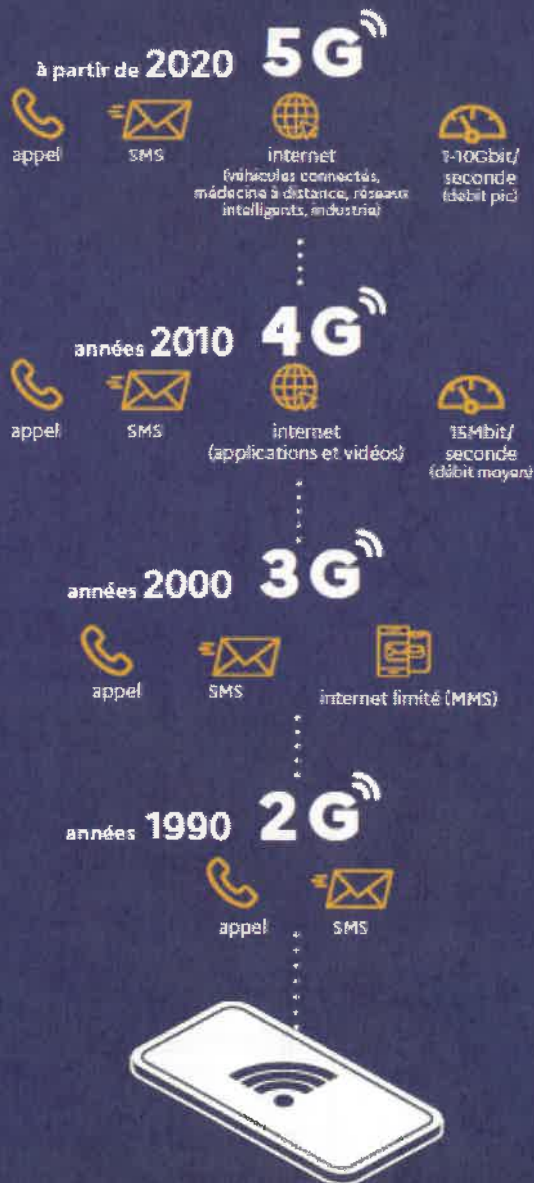 à partir de 2020 5G
appel
SMS
internet
(véhicules connectés,
médecine à distance, réseaux
intelligents, industrie)
1-10Gbit/
seconde
(débit pic)
années 2010 4G
appel
SMS
internet
(applications et vidéos)
15Mbit/
seconde
(débit moyen)
années 2000 3G
appel
SMS
internet limité (MMS)
années 1990 2G
appel
SMS